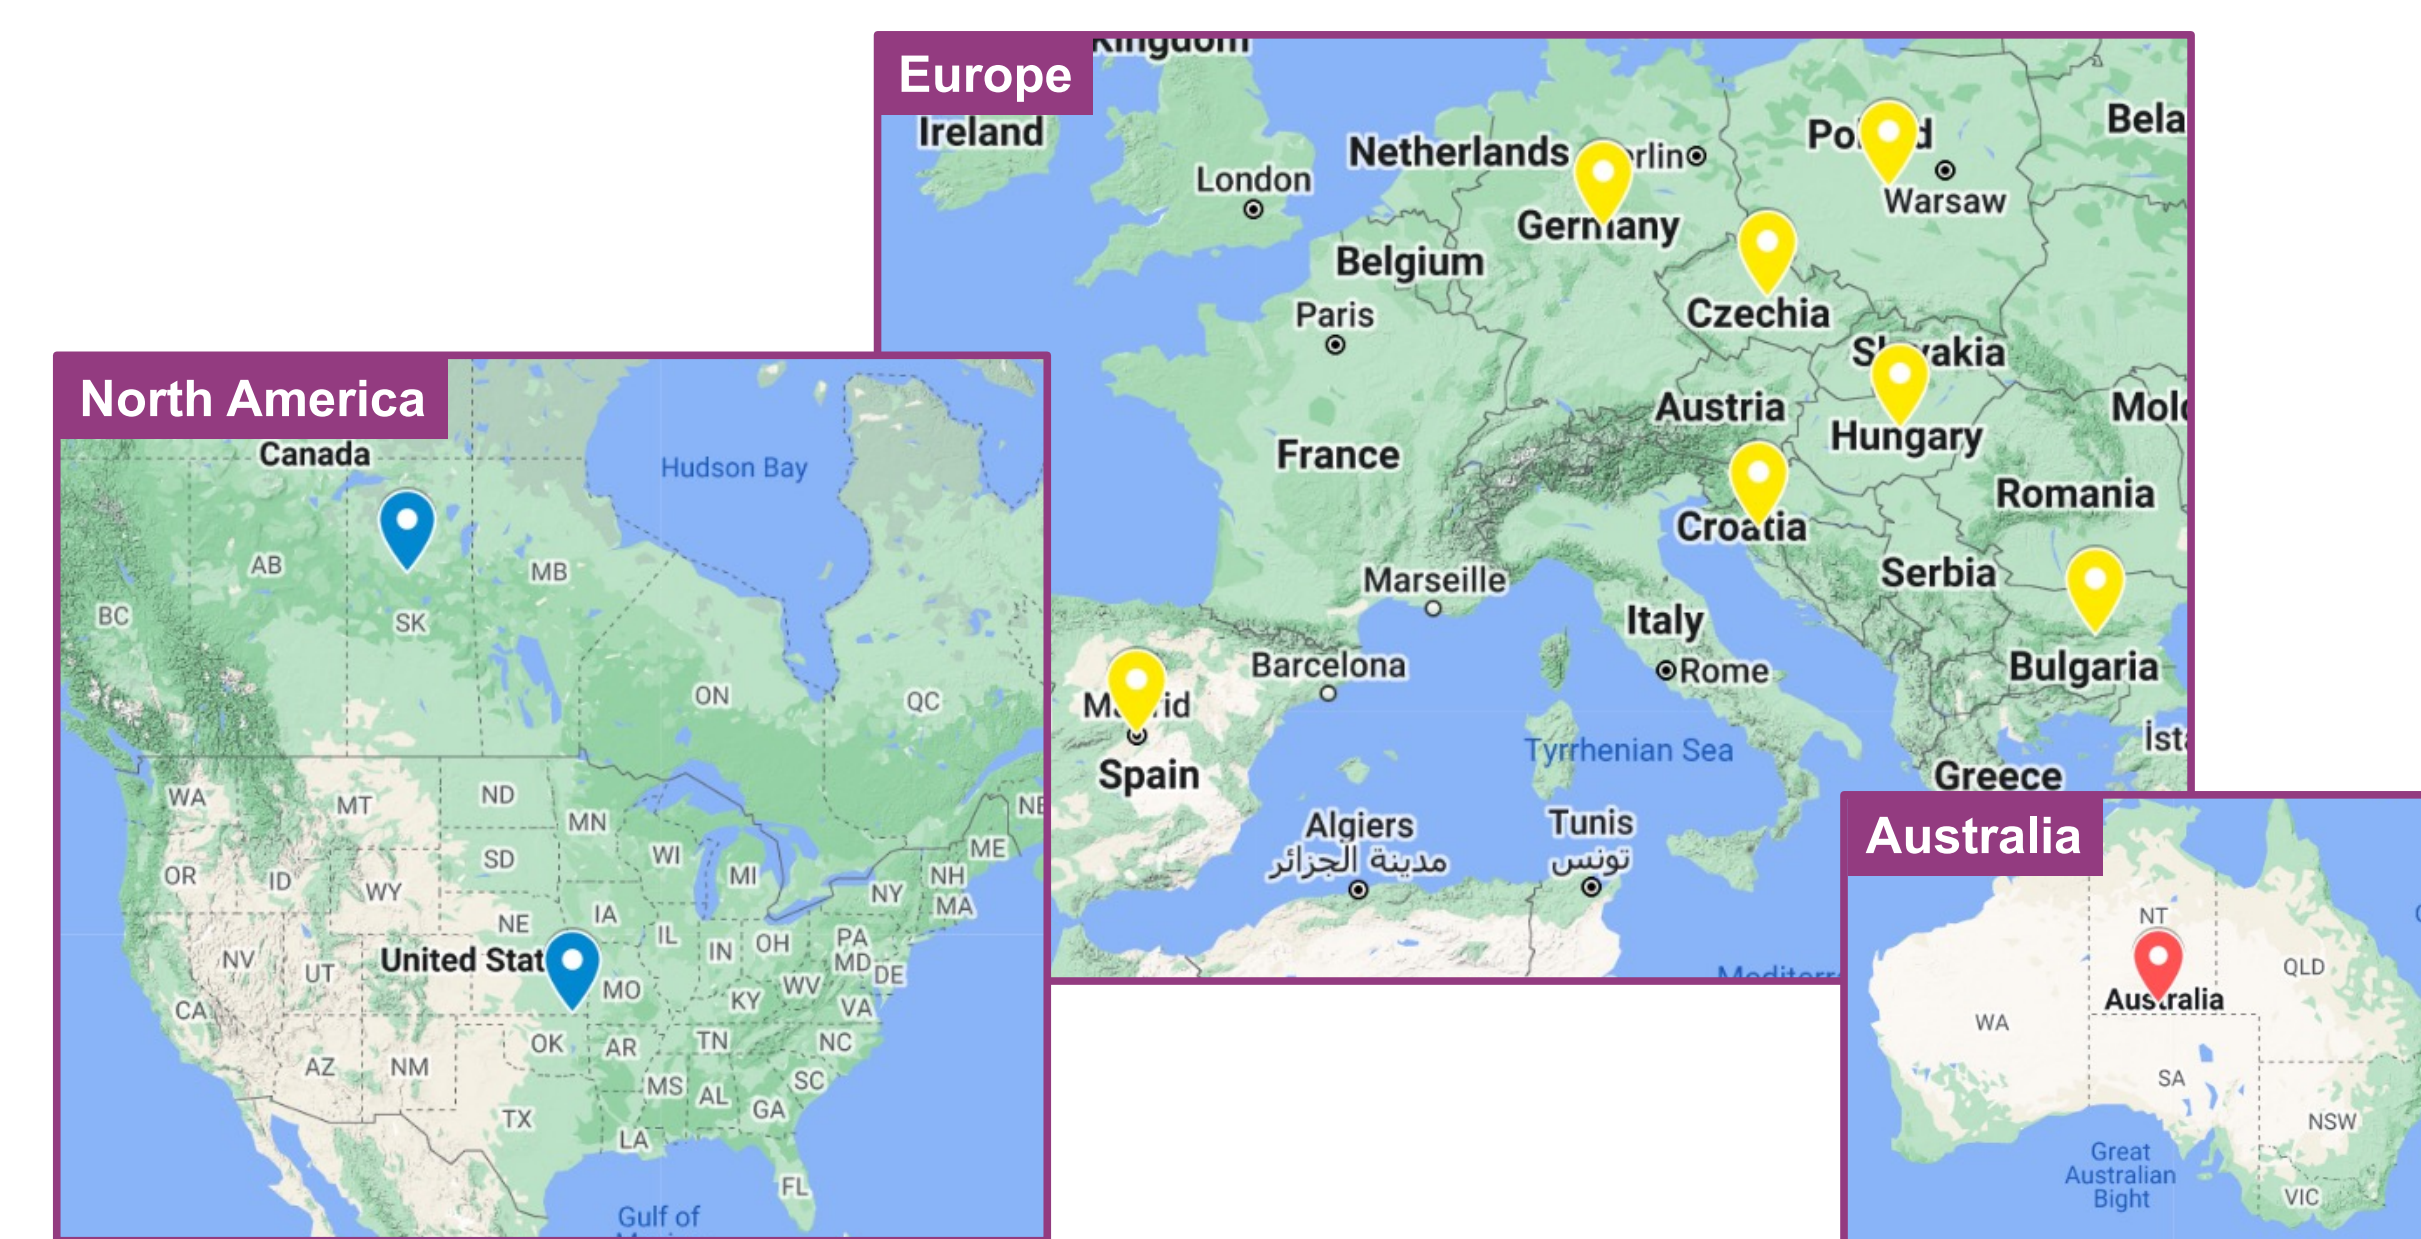 Europe
Kingdom
Ireland
London
Netherlands
Germany
Belgium
Paris
Warsaw
Bela
Czechia
Austria
Hungary
Mold
France
Croatia
Romania
Serbia
Marseille
Italy
Rome
Barcelona
Bulgaria
Spain
Tyrrhenian Sea
Greece
Algiers
مدينة الجزائر
Tunis
تونس
North America
Canada
Hudson Bay
AB
MB
BC
SK
ON
QC
WA
MT
ND
MN
NB
OR
ID
WY
SD
WI
MI
NY
NH
ME
MA
NE
IA
IL
IN
OH
PA
MD
DE
NV
UT
United Stat
MO
KY
WV
VA
CA
AZ
NM
OK
AR
TN
NC
MS
AL
GA
SC
TX
LA
FL
Gulf of
Australia
NT
QLD
Australia
WA
SA
NSW
Great
Australian
Bight
VIC